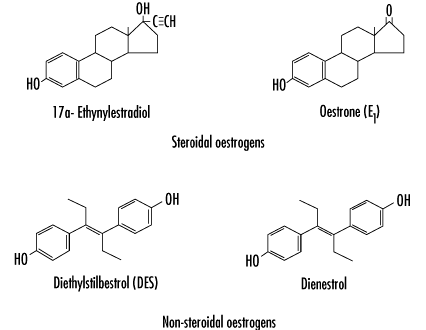 OH
C≡CH
HO
17a- Ethynylestradiol
O
HO
Oestrone (E1)
Steroidal oestrogens
OH
HO
Diethylstilbestrol (DES)
OH
HO
Dienestrol
Non-steroidal oestrogens